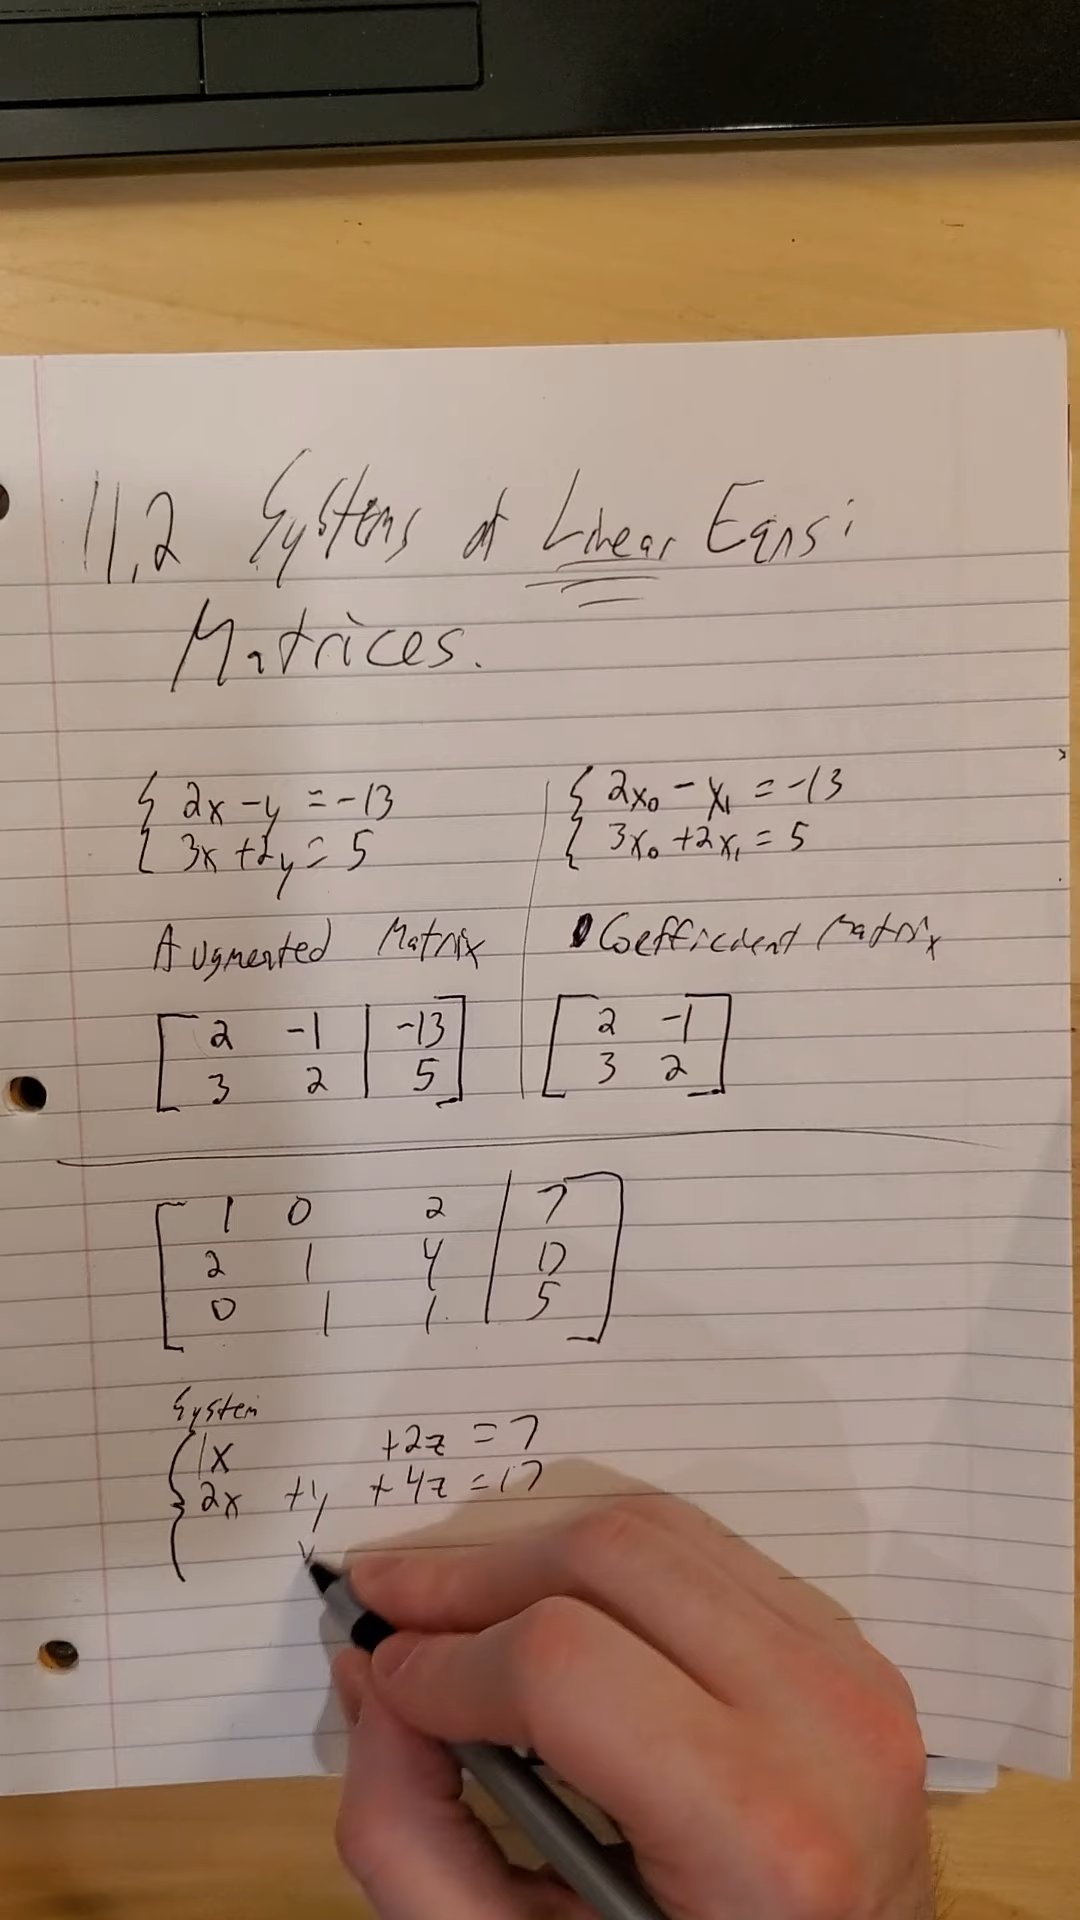 11.2 Systems of Linear Eqns:
Matrices.
{ 2x - y = -13
{ 3x + 2y = 5
{ 2x₀ - x₁ = -13
{ 3x₀ + 2x₁ = 5
Augmented Matrix
[ 2 -1 | -13 ]
[ 3 2 | 5 ]
Coefficient Matrix
[ 2 -1 ]
[ 3 2 ]
[ 1 0 2 | 7 ]
[ 2 1 4 | 17 ]
[ 0 1 1 | 5 ]
System
{ 1x +2z = 7
{ 2x +y +4z = 17
{ y